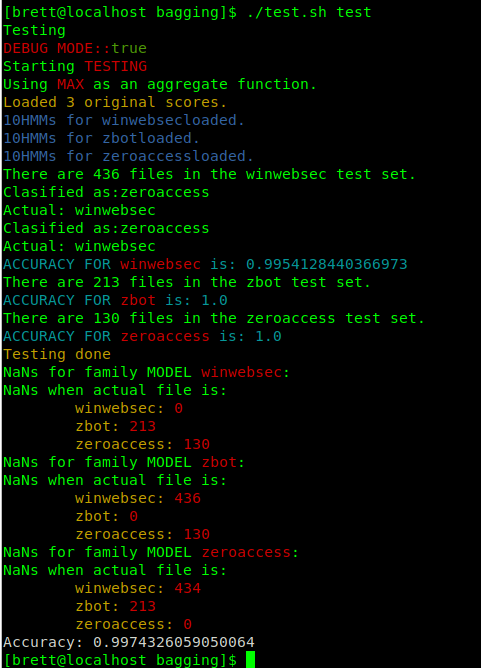 [brett@localhost bagging]$ ./test.sh test
Testing
DEBUG MODE::true
Starting TESTING
Using MAX as an aggregate function.
Loaded 3 original scores.
10HMMs for winwebsecloaded.
10HMMs for zbotloaded.
10HMMs for zeroaccessloaded.
There are 436 files in the winwebsec test set.
Clasified as:zeroaccess
Actual: winwebsec
Clasified as:zeroaccess
Actual: winwebsec
ACCURACY FOR winwebsec is: 0.9954128440366973
There are 213 files in the zbot test set.
ACCURACY FOR zbot is: 1.0
There are 130 files in the zeroaccess test set.
ACCURACY FOR zeroaccess is: 1.0
Testing done
NaNs for family MODEL winwebsec:
NaNs when actual file is:
        winwebsec: 0
        zbot: 213
        zeroaccess: 130
NaNs for family MODEL zbot:
NaNs when actual file is:
        winwebsec: 436
        zbot: 0
        zeroaccess: 130
NaNs for family MODEL zeroaccess:
NaNs when actual file is:
        winwebsec: 434
        zbot: 213
        zeroaccess: 0
Accuracy: 0.9974326059050064
[brett@localhost bagging]$